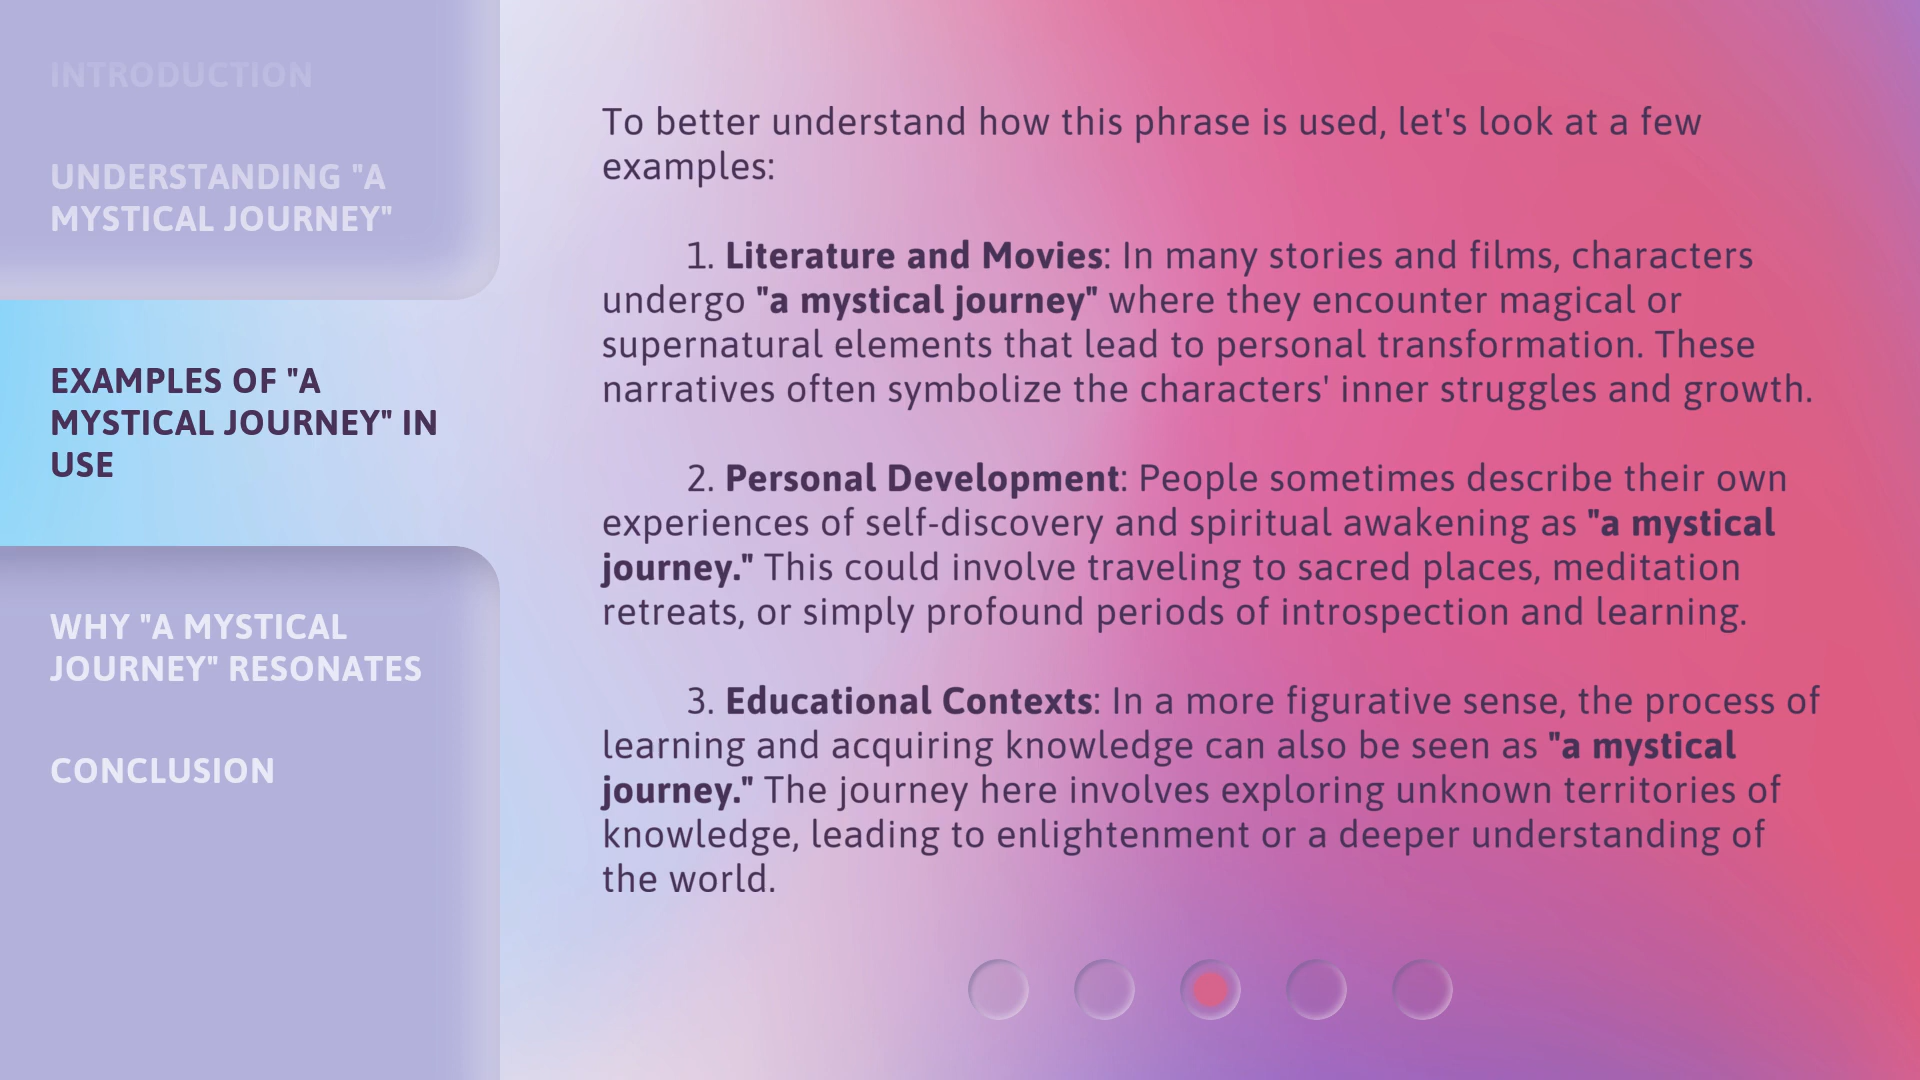 INTRODUCTION
UNDERSTANDING "A
MYSTICAL JOURNEY"
EXAMPLES OF "A
MYSTICAL JOURNEY" IN
USE
WHY "A MYSTICAL
JOURNEY" RESONATES
CONCLUSION
To better understand how this phrase is used, let's look at a few
examples:
1. Literature and Movies: In many stories and films, characters
undergo "a mystical journey" where they encounter magical or
supernatural elements that lead to personal transformation. These
narratives often symbolize the characters' inner struggles and growth.
2. Personal Development: People sometimes describe their own
experiences of self-discovery and spiritual awakening as "a mystical
journey." This could involve traveling to sacred places, meditation
retreats, or simply profound periods of introspection and learning.
3. Educational Contexts: In a more figurative sense, the process of
learning and acquiring knowledge can also be seen as "a mystical
journey." The journey here involves exploring unknown territories of
knowledge, leading to enlightenment or a deeper understanding of
the world.